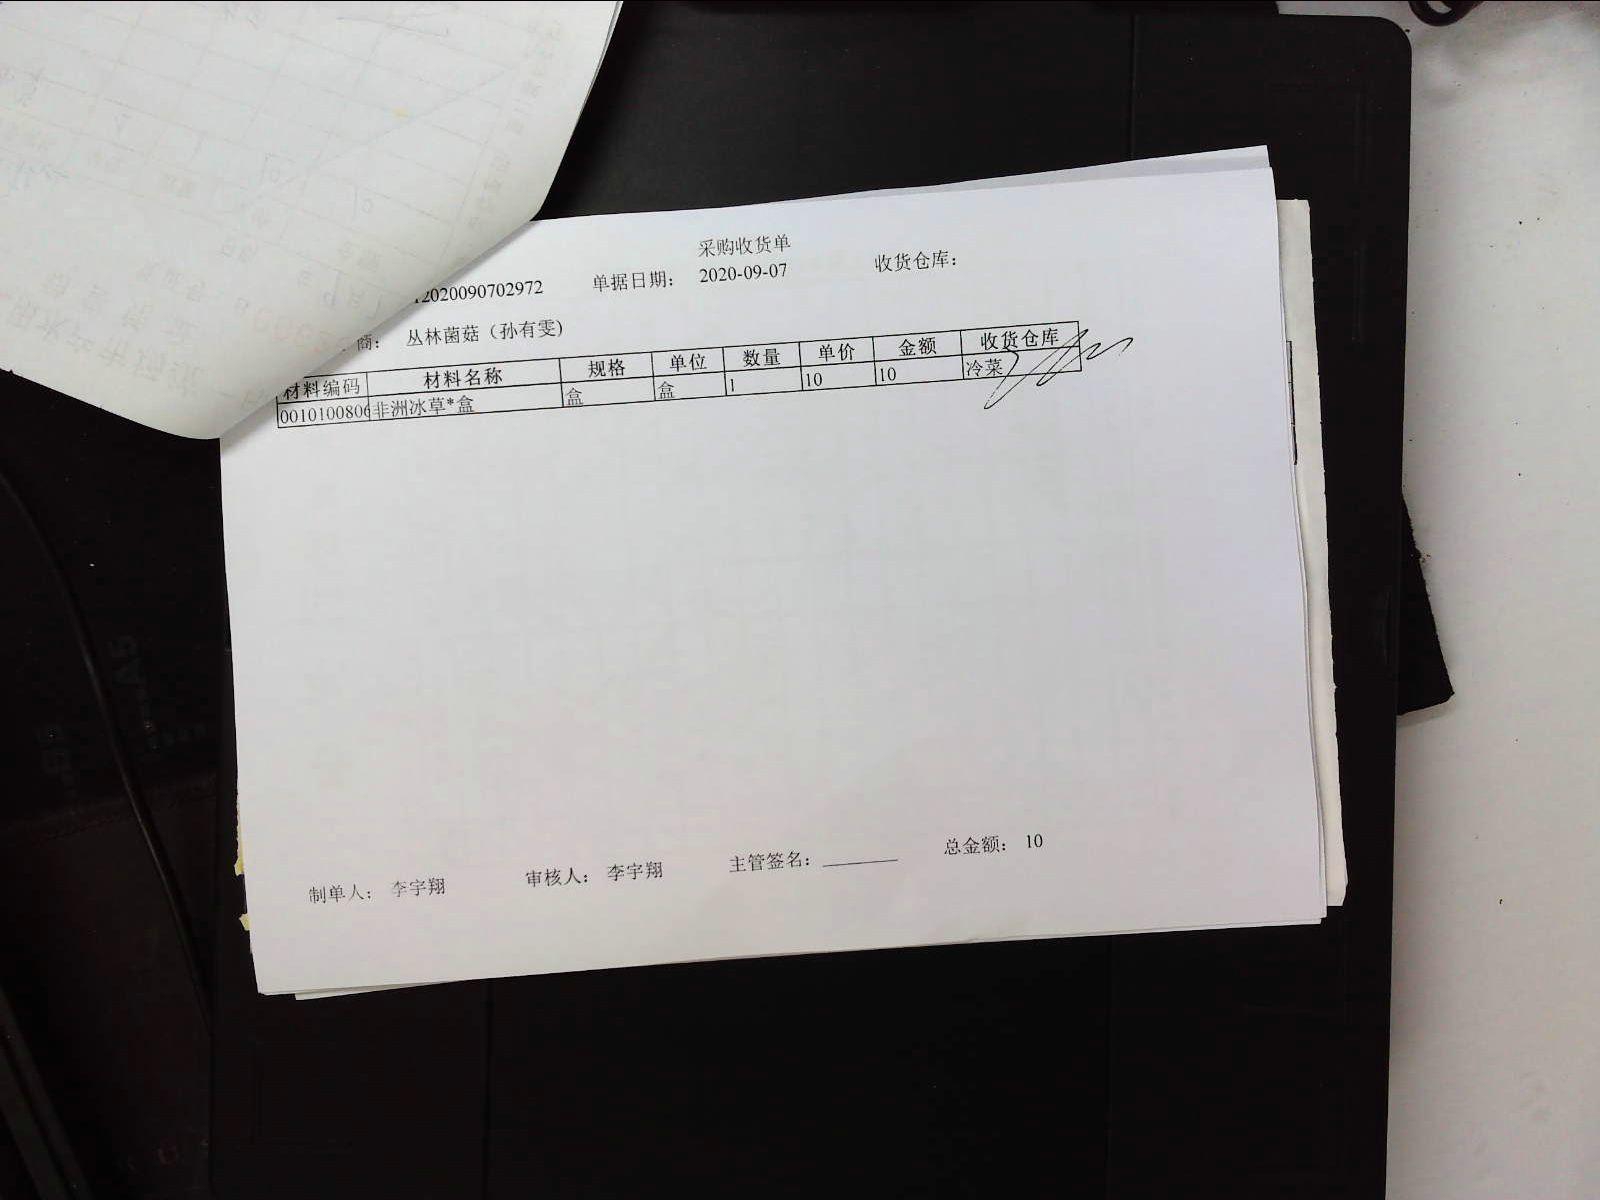 采购收货单
2020090702972 单据日期： 2020-09-07 收货仓库：
商： 丛林菌菇（孙有雯)
材料编码 材料名称 规格 单位 数量 单价 金额 收货仓库
0010100806 非洲冰草*盒 盒 盒 1 10 10 冷菜
制单人： 李宇翔 审核人： 李宇翔 主管签名：________ 总金额： 10